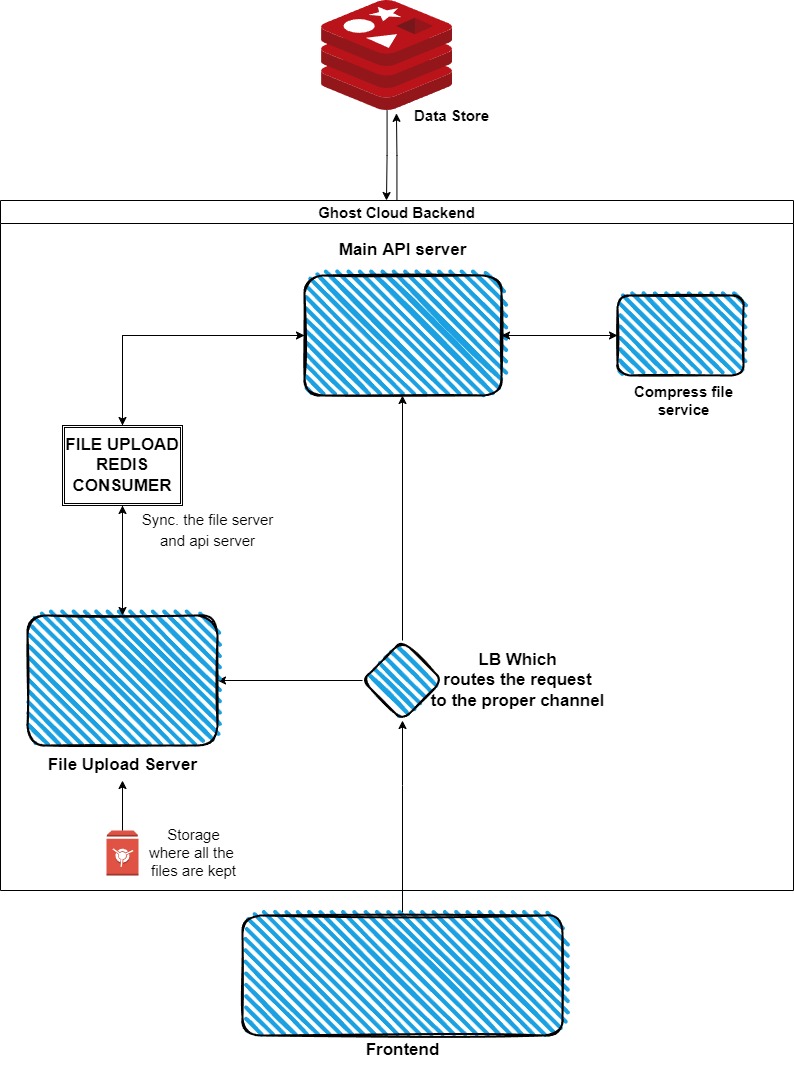 Data Store
Ghost Cloud Backend
Main API server
Compress file
service
FILE UPLOAD
REDIS
CONSUMER
Sync. the file server
and api server
LB Which
routes the request
to the proper channel
File Upload Server
Storage
where all the
files are kept
Frontend